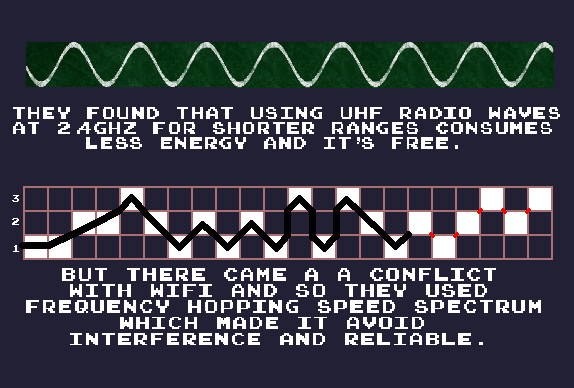 THEY FOUND THAT USING UHF RADIO WAVES
AT 2.4GHZ FOR SHORTER RANGES CONSUMES
LESS ENERGY AND IT'S FREE.
3
2
1
BUT THERE CAME A A CONFLICT
WITH WIFI AND SO THEY USED
FREQUENCY HOPPING SPEED SPECTRUM
WHICH MADE IT AVOID
INTERFERENCE AND RELIABLE.